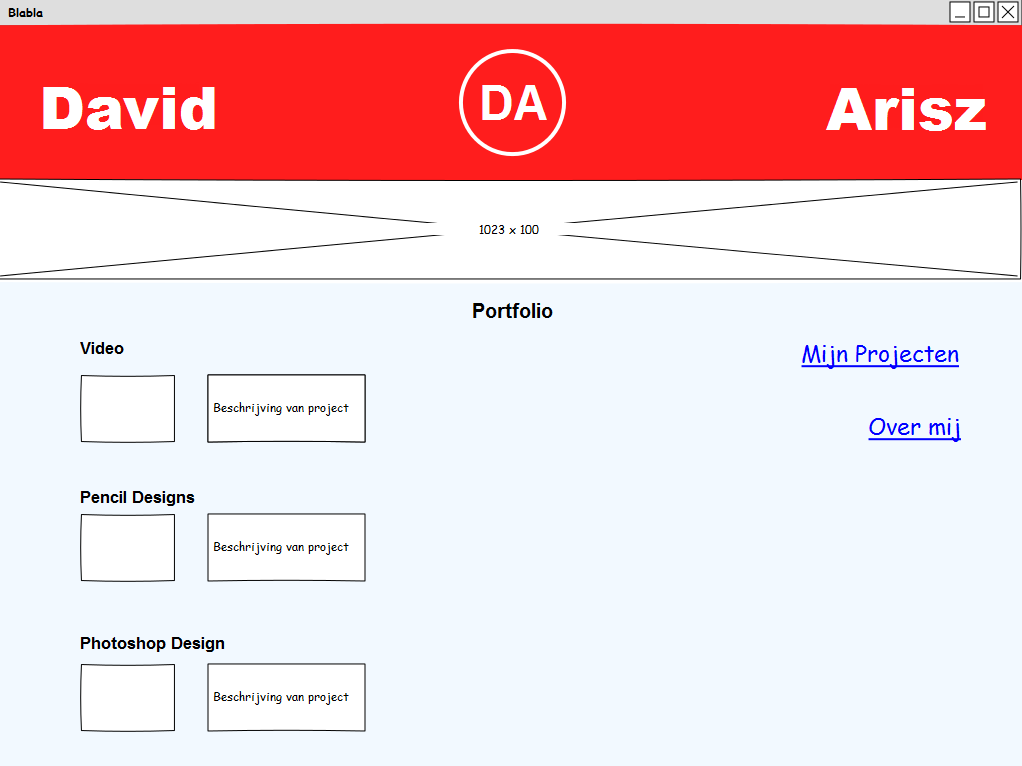 Blabla
David
DA
Arisz
1023 x 100
Portfolio
Video
Mijn Projecten
Beschrijving van project
Over mij
Pencil Designs
Beschrijving van project
Photoshop Design
Beschrijving van project